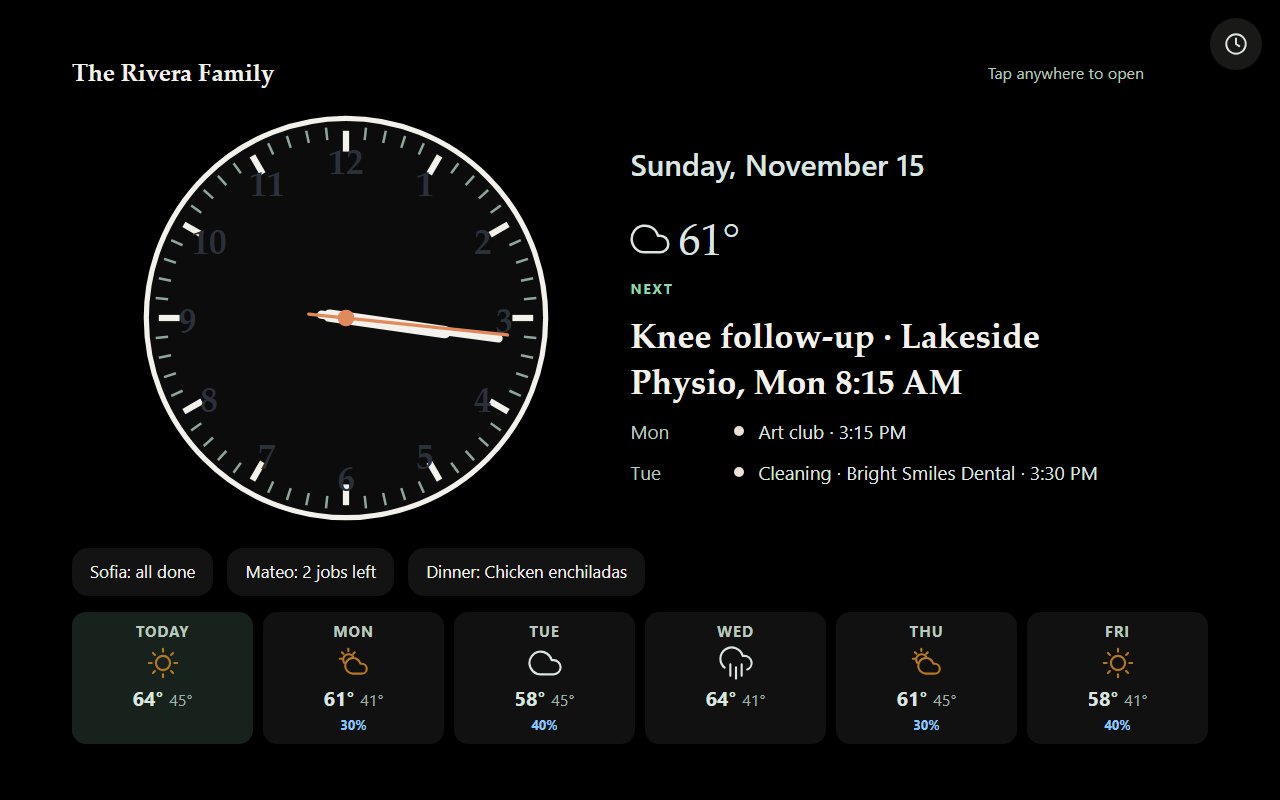 The Rivera Family
Tap anywhere to open
12
1
2
3
4
5
6
7
8
9
10
11
Sunday, November 15
61°
NEXT
Knee follow-up · Lakeside
Physio, Mon 8:15 AM
Mon Art club · 3:15 PM
Tue Cleaning · Bright Smiles Dental · 3:30 PM
Sofia: all done
Mateo: 2 jobs left
Dinner: Chicken enchiladas
TODAY
64° 45°
MON
61° 41°
30%
TUE
58° 45°
40%
WED
64° 41°
THU
61° 45°
30%
FRI
58° 41°
40%